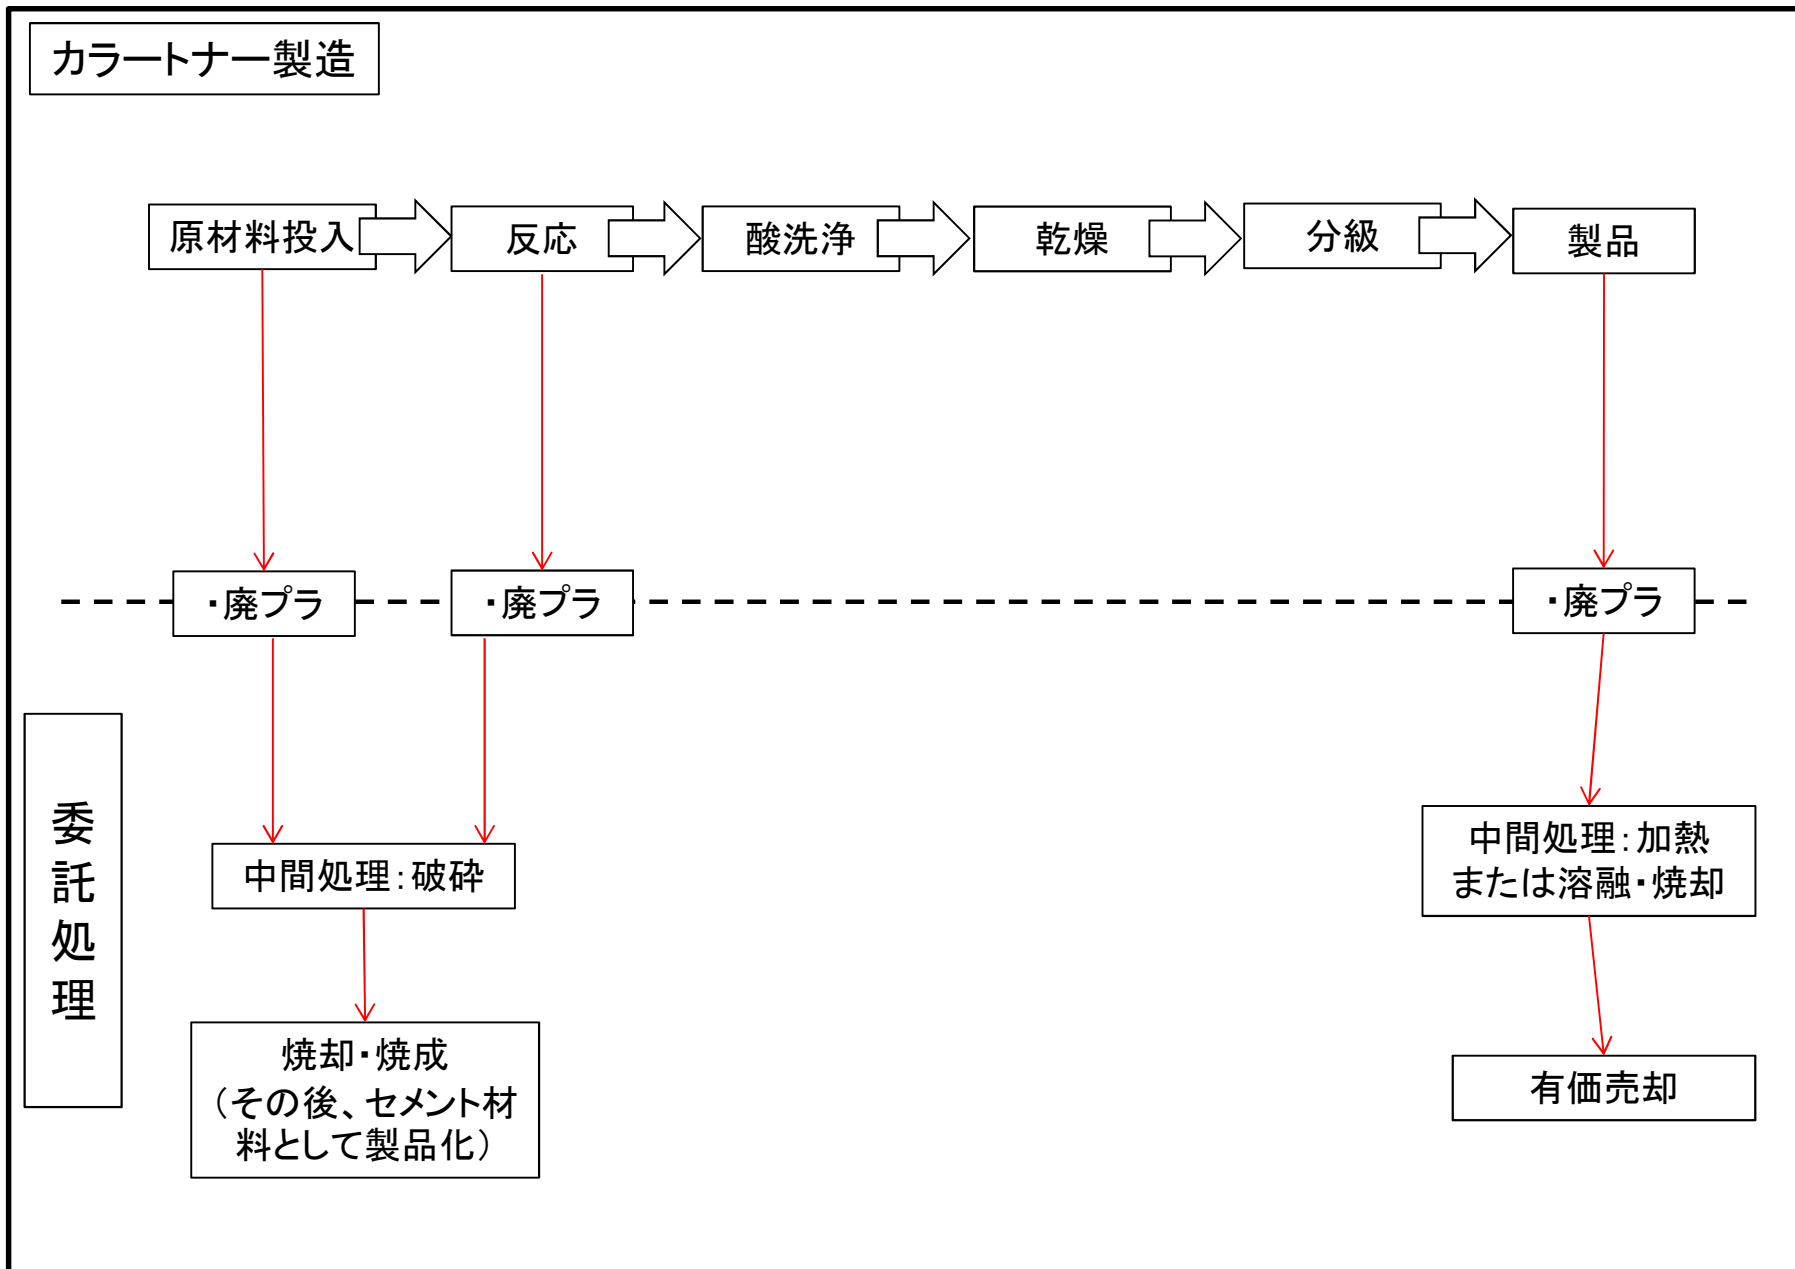 カラートナー製造
原材料投入
反応
酸洗浄
乾燥
分級
製品
・廃プラ
・廃プラ
・廃プラ
委託処理
中間処理：破砕
中間処理：加熱
または溶融・焼却
焼却・焼成
（その後、セメント材
料として製品化）
有価売却